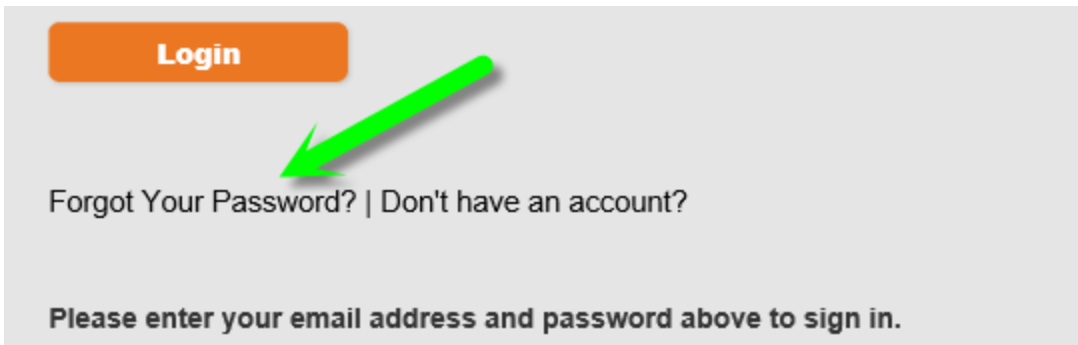 Login
Forgot Your Password? | Don't have an account?
Please enter your email address and password above to sign in.